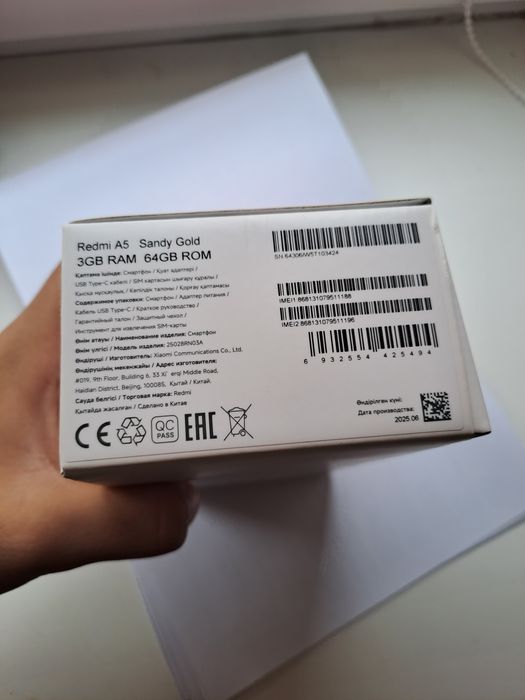 Redmi A5 Sandy Gold
3GB RAM 64GB ROM
Қаптама ішінде: Смартфон / Қуат адаптері /
USB Type-C кабелі / SIM картасын шығару құралы /
Қысқа нұсқаулық / Кепілдік талоны / Қорғау қаптамасы
Содержимое упаковки: Смартфон / Адаптер питания /
Кабель USB Type-C / Краткое руководство /
Гарантийный талон / Защитный чехол /
Инструмент для извлечения SIM-карты
Өнім атауы / Наименование изделия: Смартфон
Өнім үлгісі / Модель изделия: 25028RN03A
Өндіруші / Изготовитель: Xiaomi Communications Co., Ltd.
Өндірушінің мекенжайы / Адрес изготовителя:
#019, 9th Floor, Building 6, 33 Xi'erqi Middle Road,
Haidian District, Beijing, 100085, Қытай / Китай.
Сауда белгісі / Торговая марка: Redmi
Қытайда жасалған / Сделано в Китае
CE
QC
PASS
EAC
SN:64306/W5T103424
IMEI1:868131079511188
IMEI2:868131079511196
6 932554 425494
Өндірілген күні:
Дата производства:
2025.06